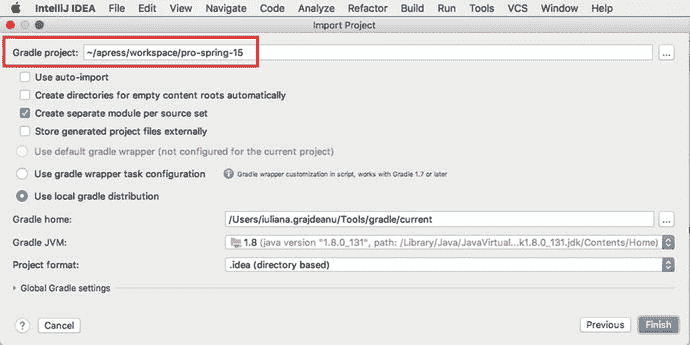 IntelliJ IDEA File Edit View Navigate Code Analyze Refactor Build Run Tools VCS Window Help
Import Project
Gradle project: ~/apress/workspace/pro-spring-15 ...
Use auto-import
Create directories for empty content roots automatically
Create separate module per source set
Store generated project files externally
Use default gradle wrapper (not configured for the current project)
Use gradle wrapper task configuration Gradle wrapper customization in script, works with Gradle 1.7 or later
Use local gradle distribution
Gradle home: /Users/iuliana.grajdeanu/Tools/gradle/current ...
Gradle JVM: 1.8 (java version "1.8.0_131", path: /Library/Java/JavaVirtual...k1.8.0_131.jdk/Contents/Home)
Project format: .idea (directory based)
Global Gradle settings
? Cancel Previous Finish